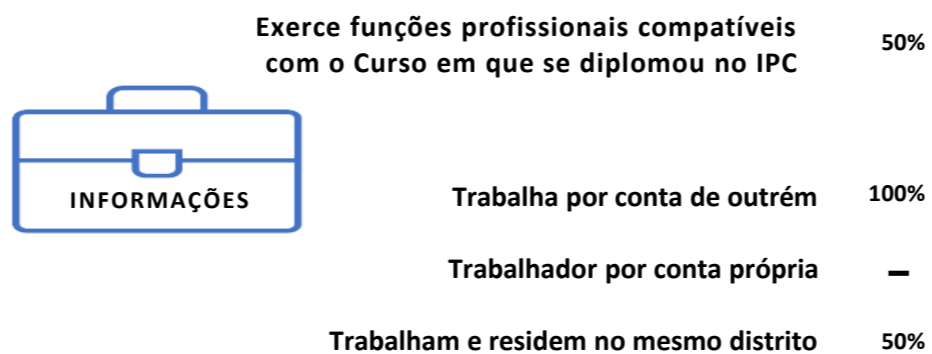 Exerce funções profissionais compatíveis
com o Curso em que se diplomou no IPC
50%
INFORMAÇÕES
Trabalha por conta de outrém 100%
Trabalhador por conta própria –
Trabalham e residem no mesmo distrito 50%